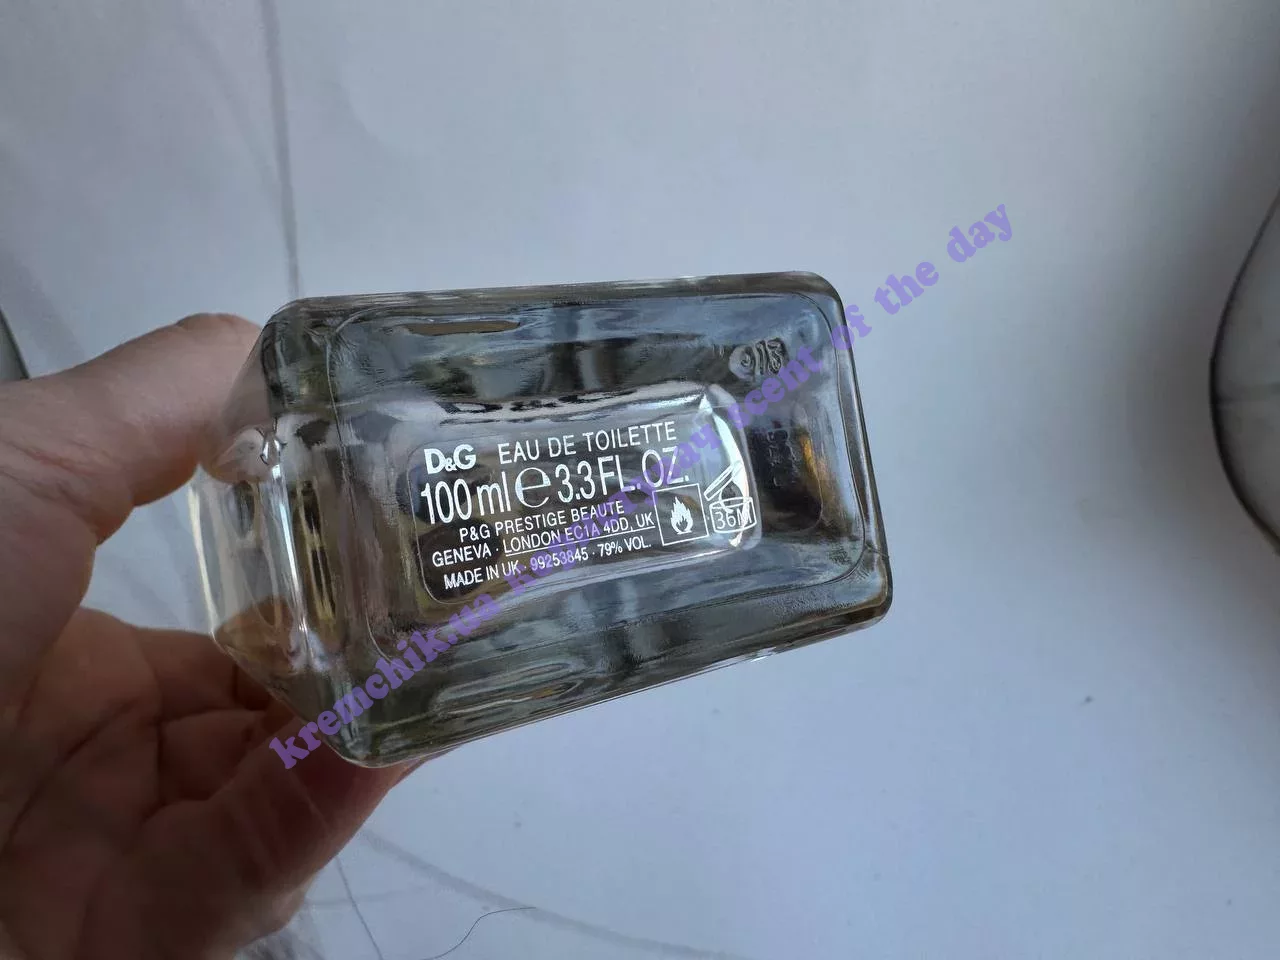 D&G EAU DE TOILETTE
100 ml ℮ 3.3 FL. OZ.
P&G PRESTIGE BEAUTE
GENEVA · LONDON EC1A 4DD, UK
MADE IN UK · 99253845 · 79% VOL.
36M
kremchik.ua
scent of the day